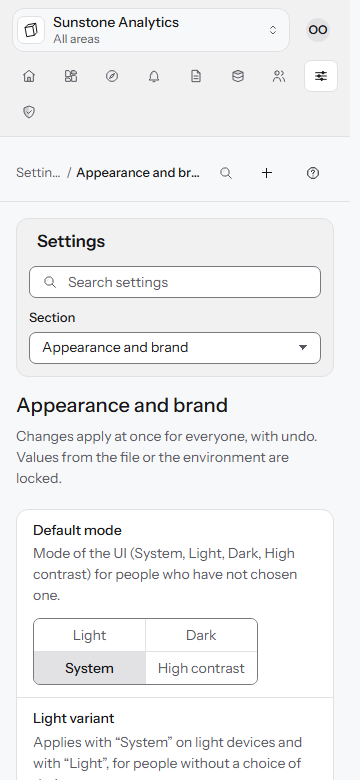 Sunstone Analytics
All areas
OO
Settin... / Appearance and br...
Settings
Search settings
Section
Appearance and brand
Appearance and brand
Changes apply at once for everyone, with undo.
Values from the file or the environment are
locked.
Default mode
Mode of the UI (System, Light, Dark, High
contrast) for people who have not chosen
one.
Light
Dark
System
High contrast
Light variant
Applies with “System” on light devices and
with “Light”, for people without a choice of